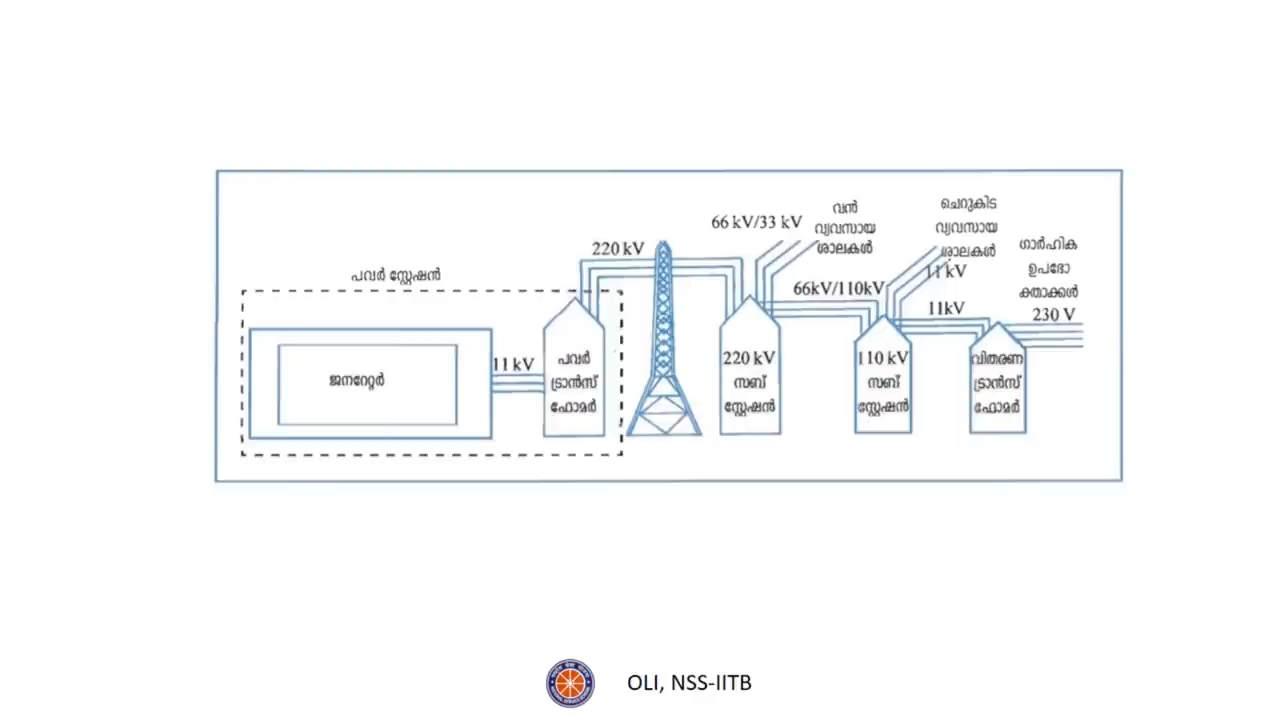 പവർ സ്റ്റേഷൻ
ജനറേറ്റർ
11 kV
പവർ
ട്രാൻസ്
ഫോമർ
220 kV
66 kV/33 kV
വൻ
വ്യവസായ
ശാലകൾ
220 kV
സബ്
സ്റ്റേഷൻ
66kV/110kV
ചെറുകിട
വ്യവസായ
ശാലകൾ
11 kV
110 kV
സബ്
സ്റ്റേഷൻ
11kV
ഗാർഹിക
ഉപഭോ
ക്താക്കൾ
230 V
വിതരണ
ട്രാൻസ്
ഫോമർ
OLI, NSS-IITB